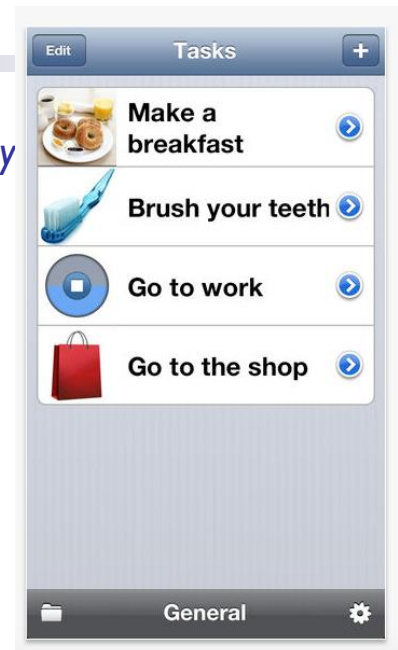 Edit Tasks +
y
Make a
breakfast
Brush your teeth
Go to work
Go to the shop
General